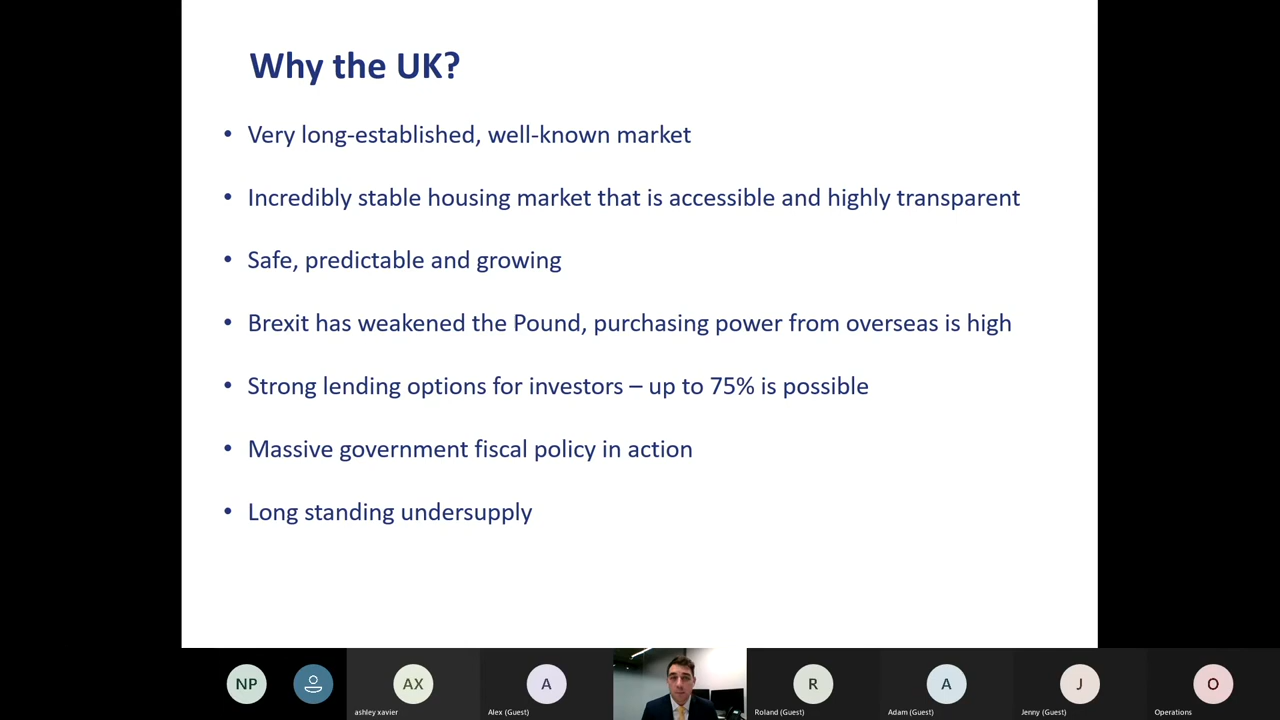 Why the UK?
• Very long-established, well-known market
• Incredibly stable housing market that is accessible and highly transparent
• Safe, predictable and growing
• Brexit has weakened the Pound, purchasing power from overseas is high
• Strong lending options for investors – up to 75% is possible
• Massive government fiscal policy in action
• Long standing undersupply
NP AX A R A J O
ashley xavier Alex (Guest) Roland (Guest) Adam (Guest) Jenny (Guest) Operations